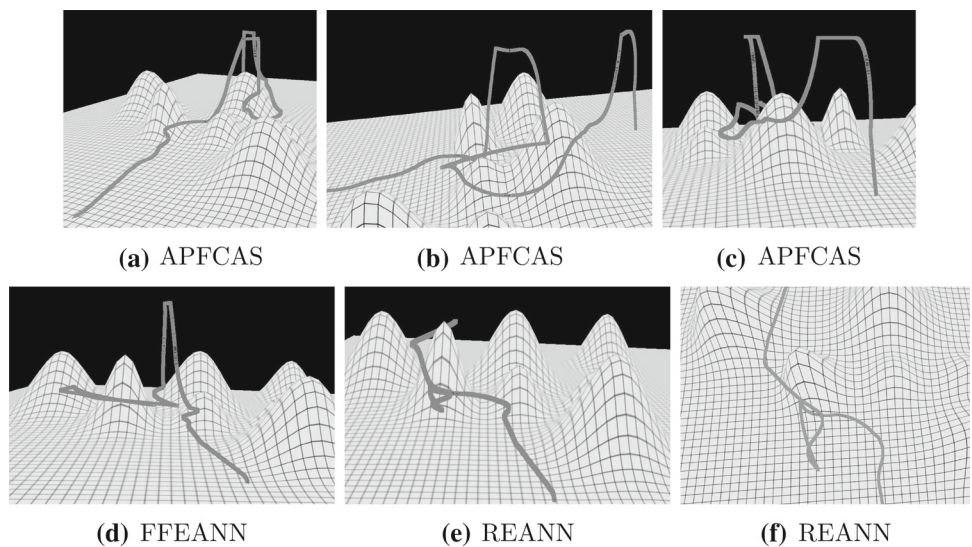 (a) APFCAS
(b) APFCAS
(c) APFCAS
(d) FFEANN
(e) REANN
(f) REANN